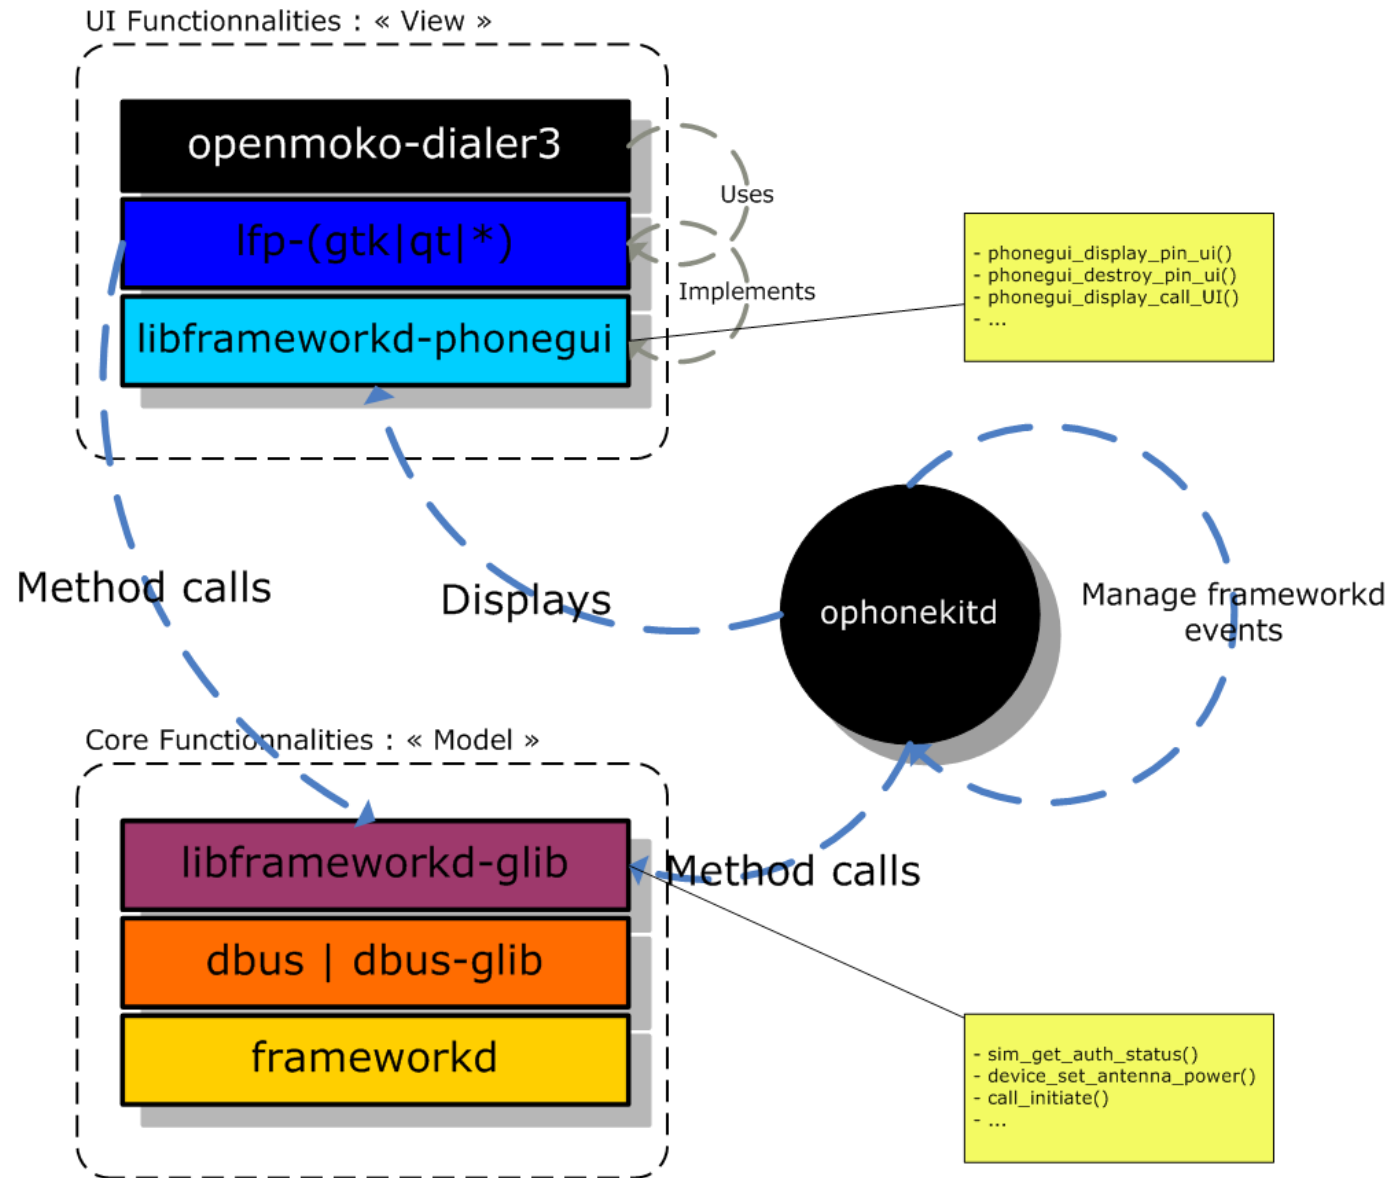 UI Functionnalities : « View »
openmoko-dialer3
Uses
lfp-(gtk|qt|*)
- phonegui_display_pin_ui()
- phonegui_destroy_pin_ui()
- phonegui_display_call_UI()
- ...
Implements
libframeworkd-phonegui
Method calls
Displays
ophonekitd
Manage frameworkd
events
Core Functionnalities : « Model »
libframeworkd-glib
Method calls
dbus | dbus-glib
frameworkd
- sim_get_auth_status()
- device_set_antenna_power()
- call_initiate()
- ...